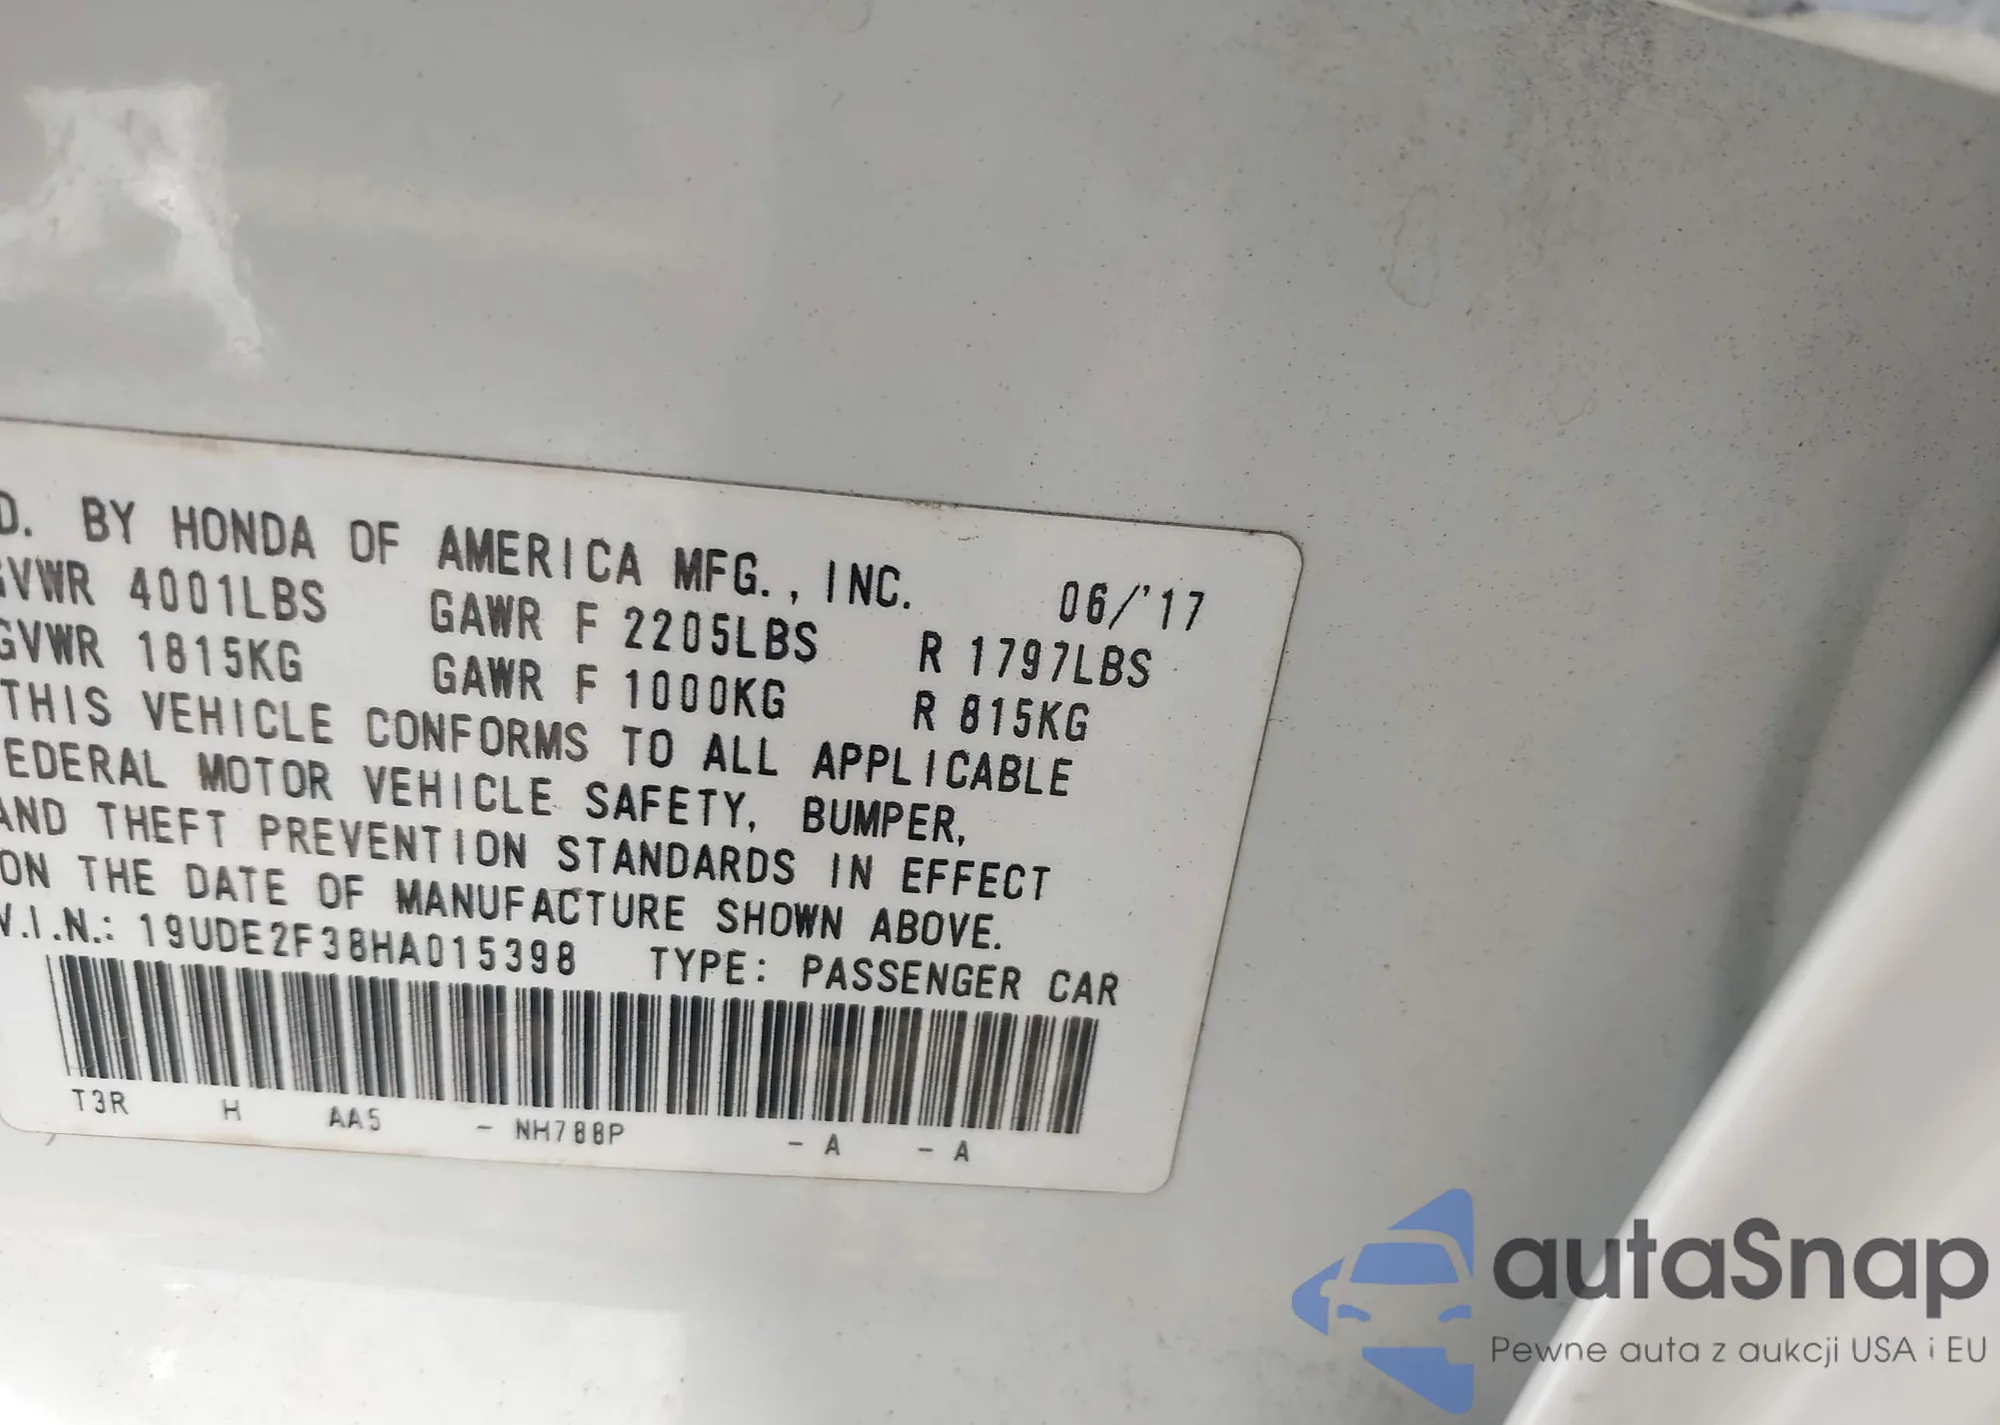 D. BY HONDA OF AMERICA MFG., INC. 06/'17
GVWR 4001LBS GAWR F 2205LBS R 1797LBS
GVWR 1815KG GAWR F 1000KG R 815KG
THIS VEHICLE CONFORMS TO ALL APPLICABLE
EDERAL MOTOR VEHICLE SAFETY, BUMPER,
AND THEFT PREVENTION STANDARDS IN EFFECT
ON THE DATE OF MANUFACTURE SHOWN ABOVE.
V.I.N.: 19UDE2F38HA015398 TYPE: PASSENGER CAR
T3R H AA5 - NH788P - A - A
autaSnap
Pewne auta z aukcji USA i EU